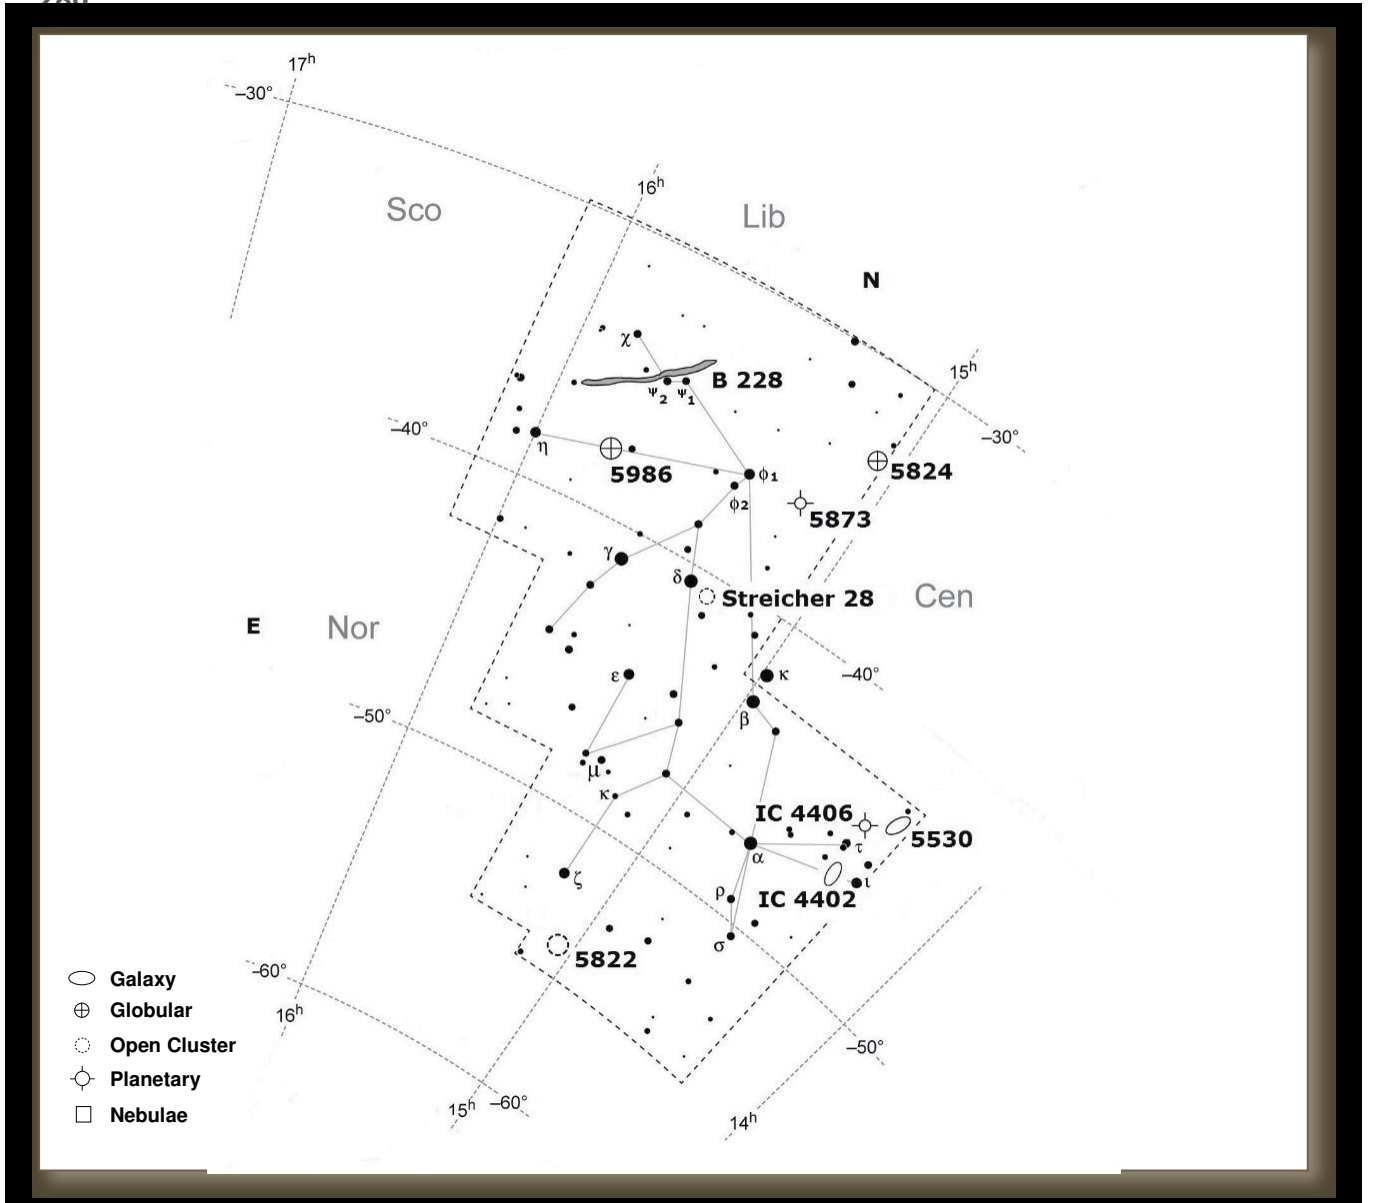 17ʰ
–30°
16ʰ
Sco
Lib
N
χ
15ʰ
B 228
ψ₂ ψ₁
–40°
–30°
η
5986
ϕ₁
5824
ϕ₂
5873
γ
δ
Streicher 28
Cen
E
Nor
ε
κ
–40°
–50°
β
μ
κ
IC 4406
5530
τ
α
ζ
ι
ρ
IC 4402
σ
5822
–60°
Galaxy
Globular
16ʰ
Open Cluster
–50°
Planetary
15ʰ
–60°
Nebulae
14ʰ